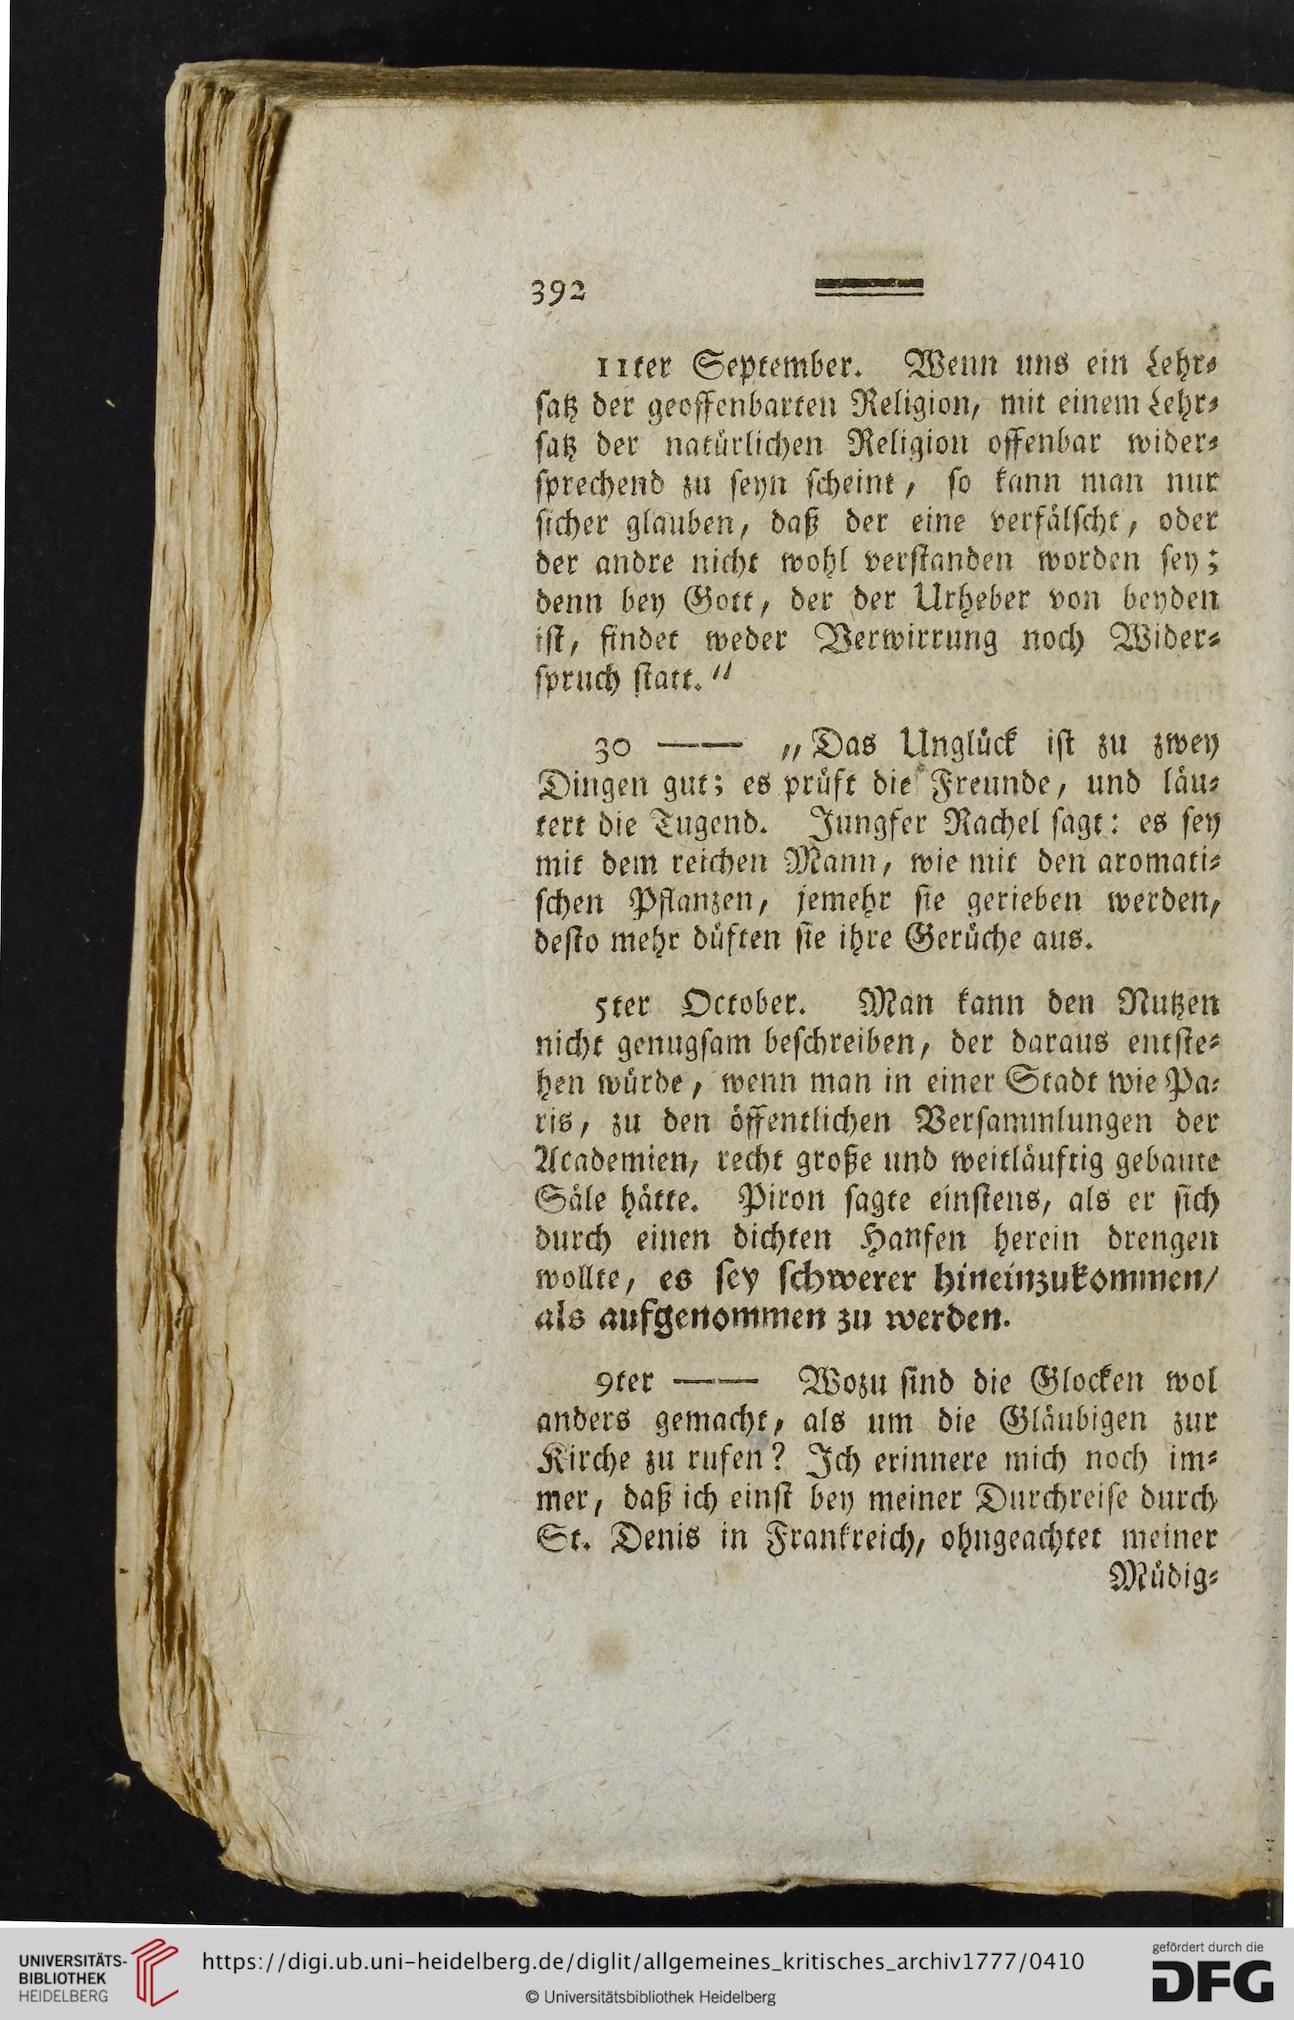 392
11ter September. Wenn uns ein Lehr⸗
ſatz der geoffenbarten Religion, mit einem Lehr⸗
ſatz der natürlichen Religion offenbar wider⸗
ſprechend zu ſeyn ſcheint, ſo kann man nur
ſicher glauben, daß der eine verfälſcht, oder
der andre nicht wohl verſtanden worden ſey;
denn bey Gott, der der Urheber von beyden
iſt, findet weder Verwirrung noch Wider⸗
ſpruch ſtatt.“
30 —— „Das Unglück iſt zu zwey
Dingen gut; es prüft die Freunde, und läu⸗
tert die Tugend. Jungfer Rachel ſagt: es ſey
mit dem reichen Mann, wie mit den aromati⸗
ſchen Pflanzen, jemehr ſie gerieben werden,
deſto mehr düften ſie ihre Gerüche aus.
5ter October. Man kann den Nutzen
nicht genugſam beſchreiben, der daraus entſte⸗
hen würde, wenn man in einer Stadt wie Pa⸗
ris, zu den öffentlichen Verſammlungen der
Academien, recht große und weitläuftig gebaute
Säle hätte. Piron ſagte einſtens, als er ſich
durch einen dichten Hanfen herein drengen
wollte, es ſey ſchwerer hineinzukommen/
als aufgenommen zu werden.
9ter —— Wozu ſind die Glocken wol
anders gemacht, als um die Gläubigen zur
Kirche zu rufen? Ich erinnere mich noch im⸗
mer, daß ich einſt bey meiner Durchreiſe durch
St. Denis in Frankreich, ohngeachtet meiner
Müdig⸗
UNIVERSITÄTS-
BIBLIOTHEK
HEIDELBERG
https://digi.ub.uni-heidelberg.de/diglit/allgemeines_kritisches_archiv1777/0410
© Universitätsbibliothek Heidelberg
gefördert durch die
DFG